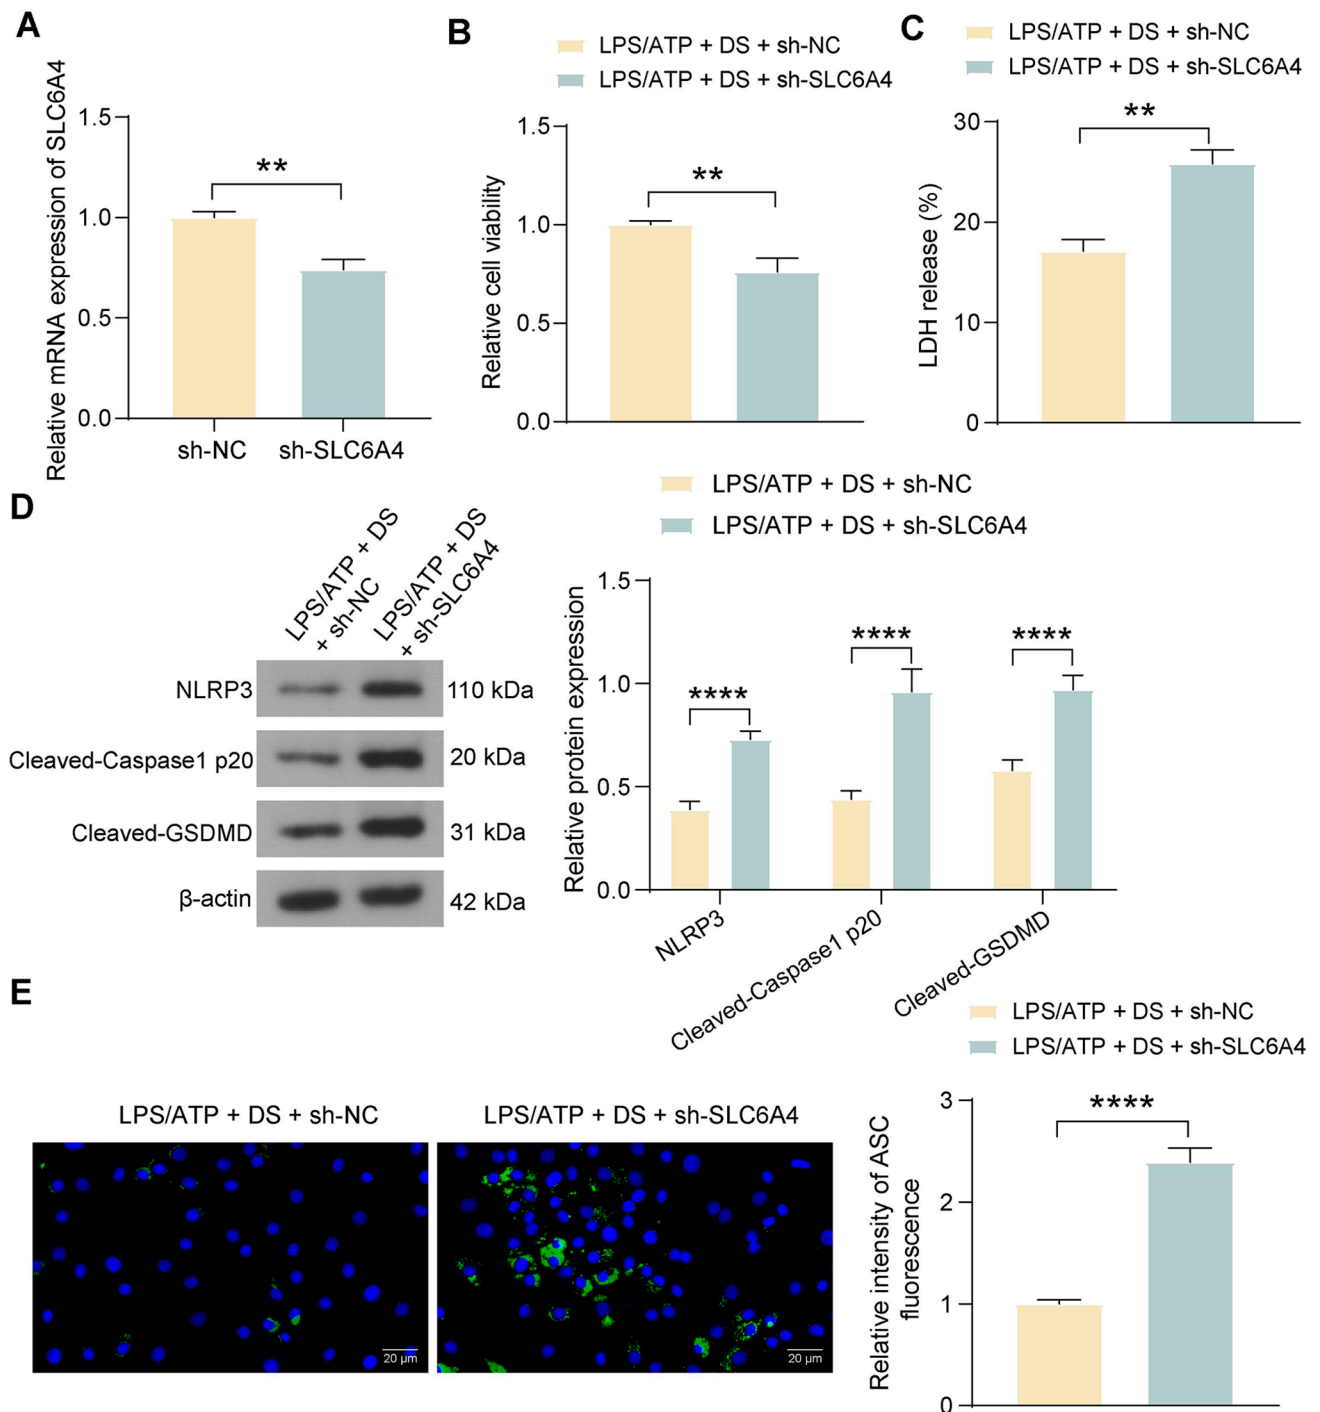 A
Relative mRNA expression of SLC6A4
1.5
1.0
0.5
0.0
**
sh-NC
sh-SLC6A4
B
LPS/ATP + DS + sh-NC
LPS/ATP + DS + sh-SLC6A4
Relative cell viability
1.5
1.0
0.5
0.0
**
C
LPS/ATP + DS + sh-NC
LPS/ATP + DS + sh-SLC6A4
LDH release (%)
30
20
10
0
**
D
LPS/ATP + DS
+ sh-NC
LPS/ATP + DS
+ sh-SLC6A4
NLRP3
110 kDa
Cleaved-Caspase1 p20
20 kDa
Cleaved-GSDMD
31 kDa
β-actin
42 kDa
LPS/ATP + DS + sh-NC
LPS/ATP + DS + sh-SLC6A4
Relative protein expression
1.5
1.0
0.5
0.0
****
****
****
NLRP3
Cleaved-Caspase1 p20
Cleaved-GSDMD
E
LPS/ATP + DS + sh-NC
20 μm
LPS/ATP + DS + sh-SLC6A4
20 μm
LPS/ATP + DS + sh-NC
LPS/ATP + DS + sh-SLC6A4
Relative intensity of ASC
fluorescence
3
2
1
0
****